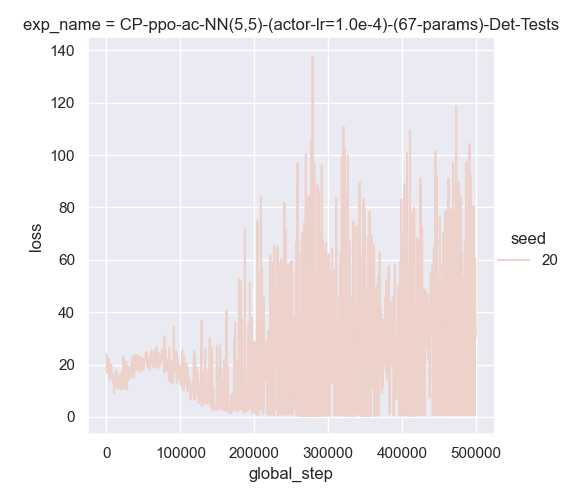 exp_name = CP-ppo-ac-NN(5,5)-(actor-lr=1.0e-4)-(67-params)-Det-Tests
140
120
100
80
60
40
20
0
loss
0 100000 200000 300000 400000 500000
global_step
seed
20